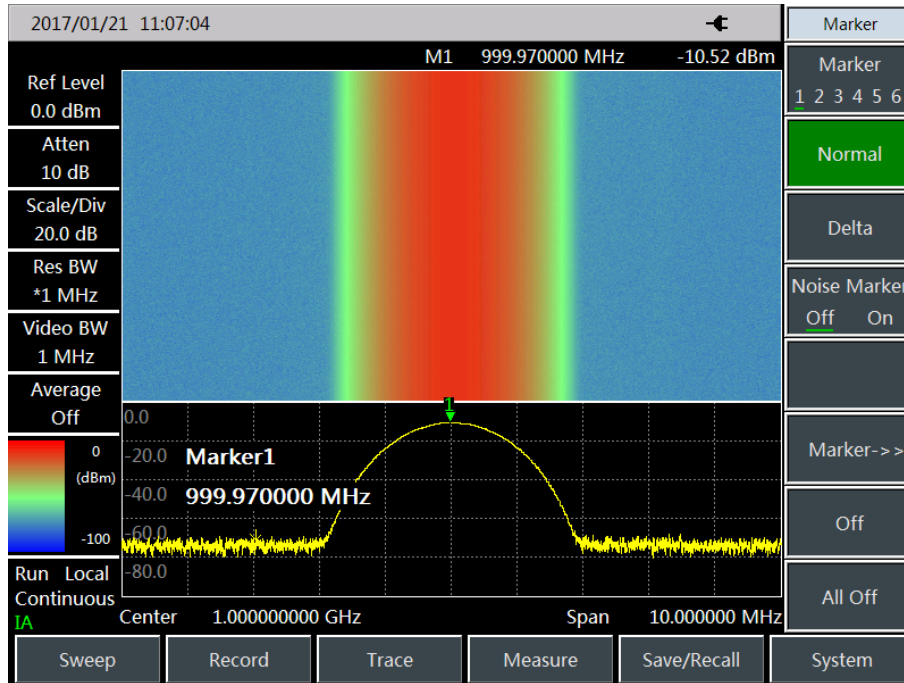 2017/01/21 11:07:04
Marker
M1 999.970000 MHz -10.52 dBm
Ref Level
0.0 dBm
Atten
10 dB
Scale/Div
20.0 dB
Res BW
*1 MHz
Video BW
1 MHz
Average
Off
0
(dBm)
-100
Run Local
Continuous
IA
1
0.0
-20.0
-40.0
-60.0
-80.0
Marker1
999.970000 MHz
Center 1.000000000 GHz Span 10.000000 MHz
Marker
1 2 3 4 5 6
Normal
Delta
Noise Marker
Off On
Marker->>
Off
All Off
Sweep Record Trace Measure Save/Recall System